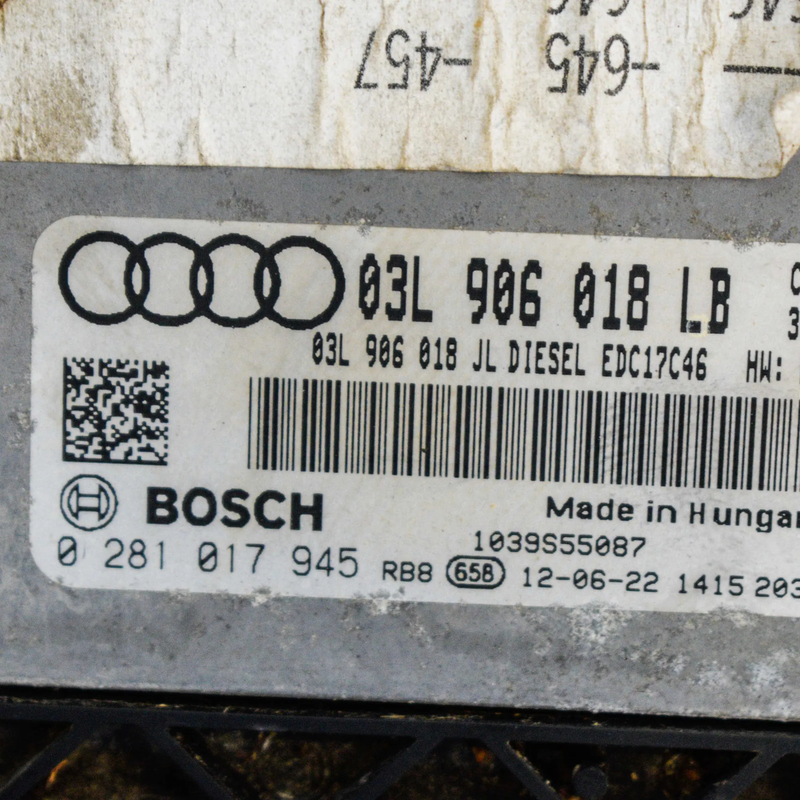 -645
-457
03L 906 018 LB
03L 906 018 JL DIESEL EDC17C46 HW:
BOSCH
Made in Hungar
1039S55087
0 281 017 945 RB8 658 12-06-22 1415 203